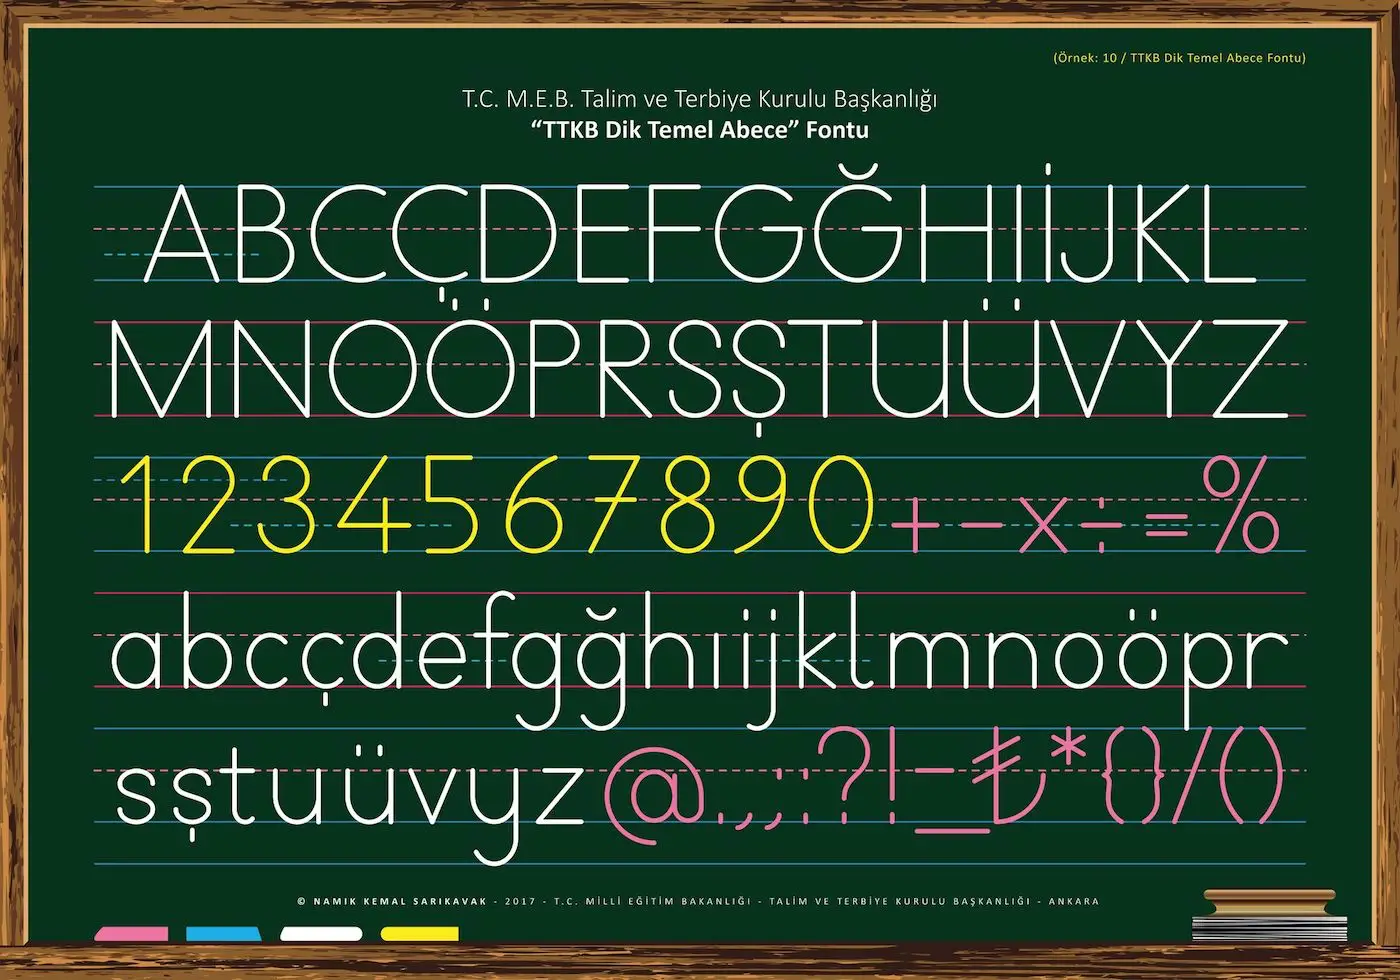 (Örnek: 10 / TTKB Dik Temel Abece Fontu)
T.C. M.E.B. Talim ve Terbiye Kurulu Başkanlığı
“TTKB Dik Temel Abece” Fontu
ABCÇDEFGĞHIİJKL
MNOÖPRSŞTUÜVYZ
1234567890+−x÷=%
abcçdefgğhıijklmnoöpr
sştuüvyz@.,;:?!−_₺*{}/()
© NAMIK KEMAL SARIKAVAK - 2017 - T.C. MİLLİ EĞİTİM BAKANLIĞI - TALİM VE TERBİYE KURULU BAŞKANLIĞI - ANKARA